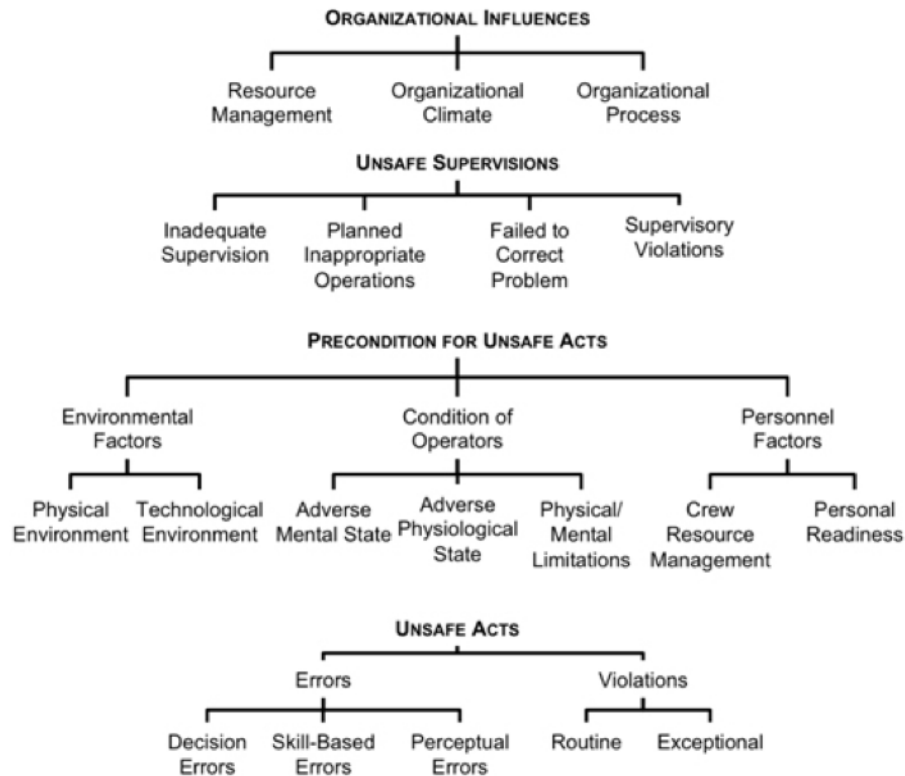 ORGANIZATIONAL INFLUENCES
Resource
Management
Organizational
Climate
Organizational
Process
UNSAFE SUPERVISIONS
Inadequate
Supervision
Planned
Inappropriate
Operations
Failed to
Correct
Problem
Supervisory
Violations
PRECONDITION FOR UNSAFE ACTS
Environmental
Factors
Condition of
Operators
Personnel
Factors
Physical
Environment
Technological
Environment
Adverse
Mental State
Adverse
Physiological
State
Physical/
Mental
Limitations
Crew
Resource
Management
Personal
Readiness
UNSAFE ACTS
Errors
Violations
Decision
Errors
Skill-Based
Errors
Perceptual
Errors
Routine
Exceptional